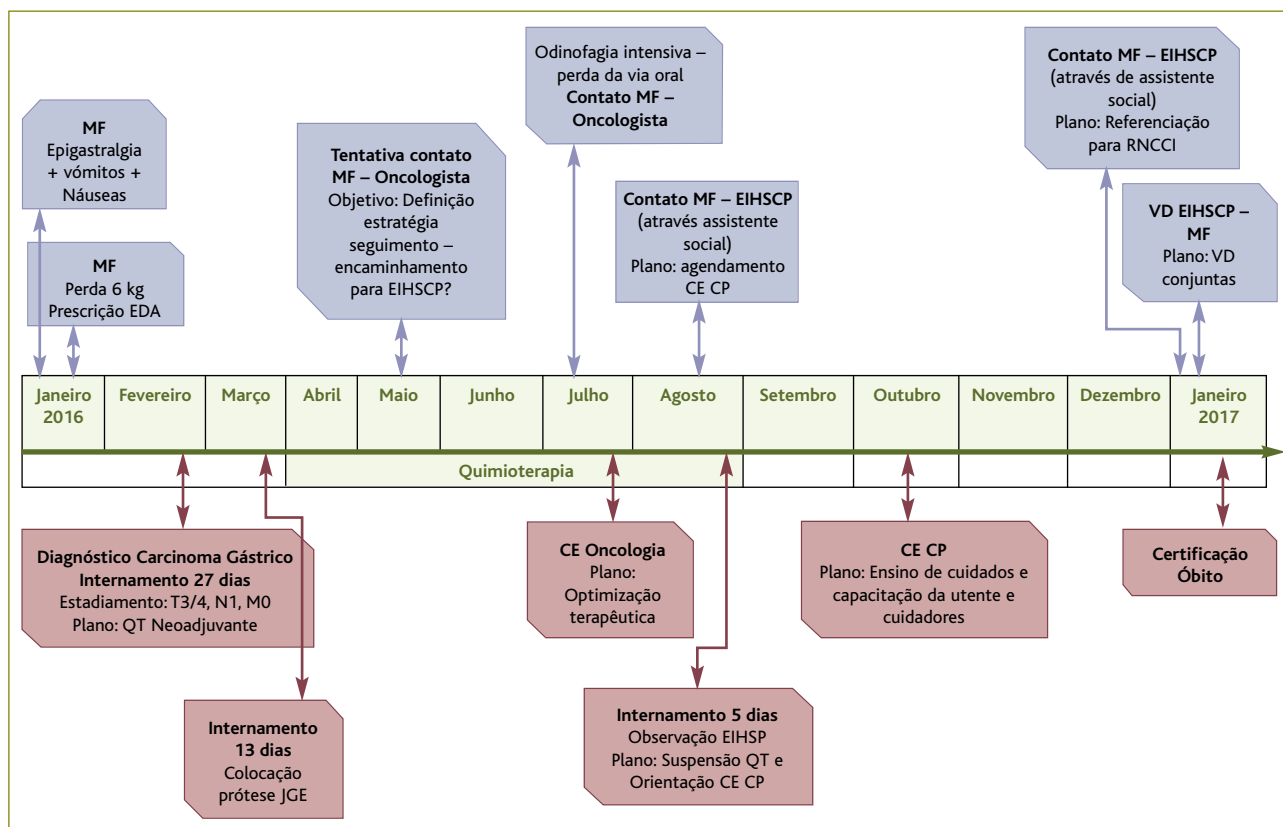 MF
Epigastralgia
+ vómitos +
Náuseas
MF
Perda 6 kg
Prescrição EDA
Tentativa contato
MF – Oncologista
Objetivo: Definição
estratégia
seguimento –
encaminhamento
para EIHSCP?
Odinofagia intensiva –
perda da via oral
Contato MF –
Oncologista
Contato MF – EIHSCP
(através assistente
social)
Plano: agendamento
CE CP
Contato MF – EIHSCP
(através de assistente
social)
Plano: Referenciação
para RNCCI
VD EIHSCP –
MF
Plano: VD
conjuntas
Janeiro
2016
Fevereiro
Março
Abril
Maio
Junho
Julho
Agosto
Setembro
Outubro
Novembro
Dezembro
Janeiro
2017
Quimioterapia
Diagnóstico Carcinoma Gástrico
Internamento 27 dias
Estadiamento: T3/4, N1, M0
Plano: QT Neoadjuvante
Internamento
13 dias
Colocação
prótese JGE
CE Oncologia
Plano:
Optimização
terapêutica
Internamento 5 dias
Observação EIHSP
Plano: Suspensão QT e
Orientação CE CP
CE CP
Plano: Ensino de cuidados e
capacitação da utente e
cuidadores
Certificação
Óbito